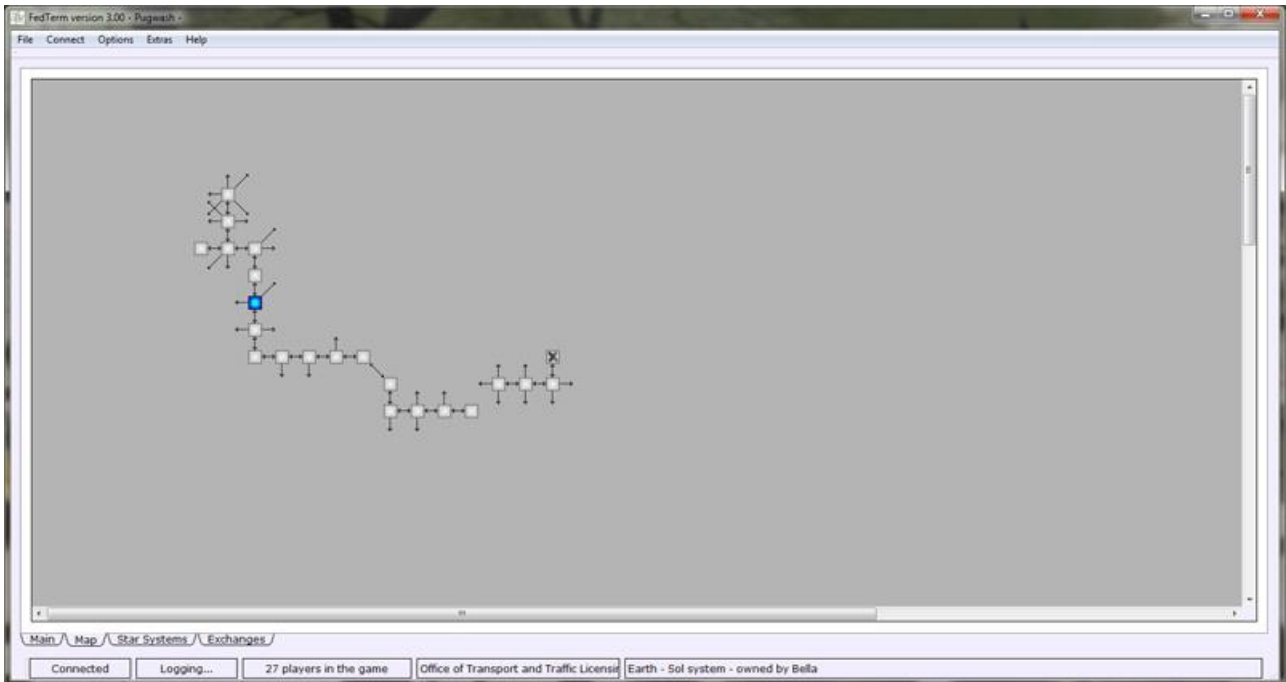 FedTerm version 3.00 - Pugwash -
File Connect Options Extras Help
Main Map Star Systems Exchanges
Connected Logging... 27 players in the game Office of Transport and Traffic Licensin Earth - Sol system - owned by Bella